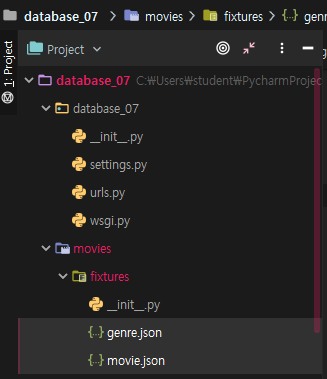 database_07 > movies > fixtures > genr
1: Project
Project
database_07 C:₩Users₩student₩PycharmProjec
database_07
__init__.py
settings.py
urls.py
wsgi.py
movies
fixtures
__init__.py
genre.json
movie.json